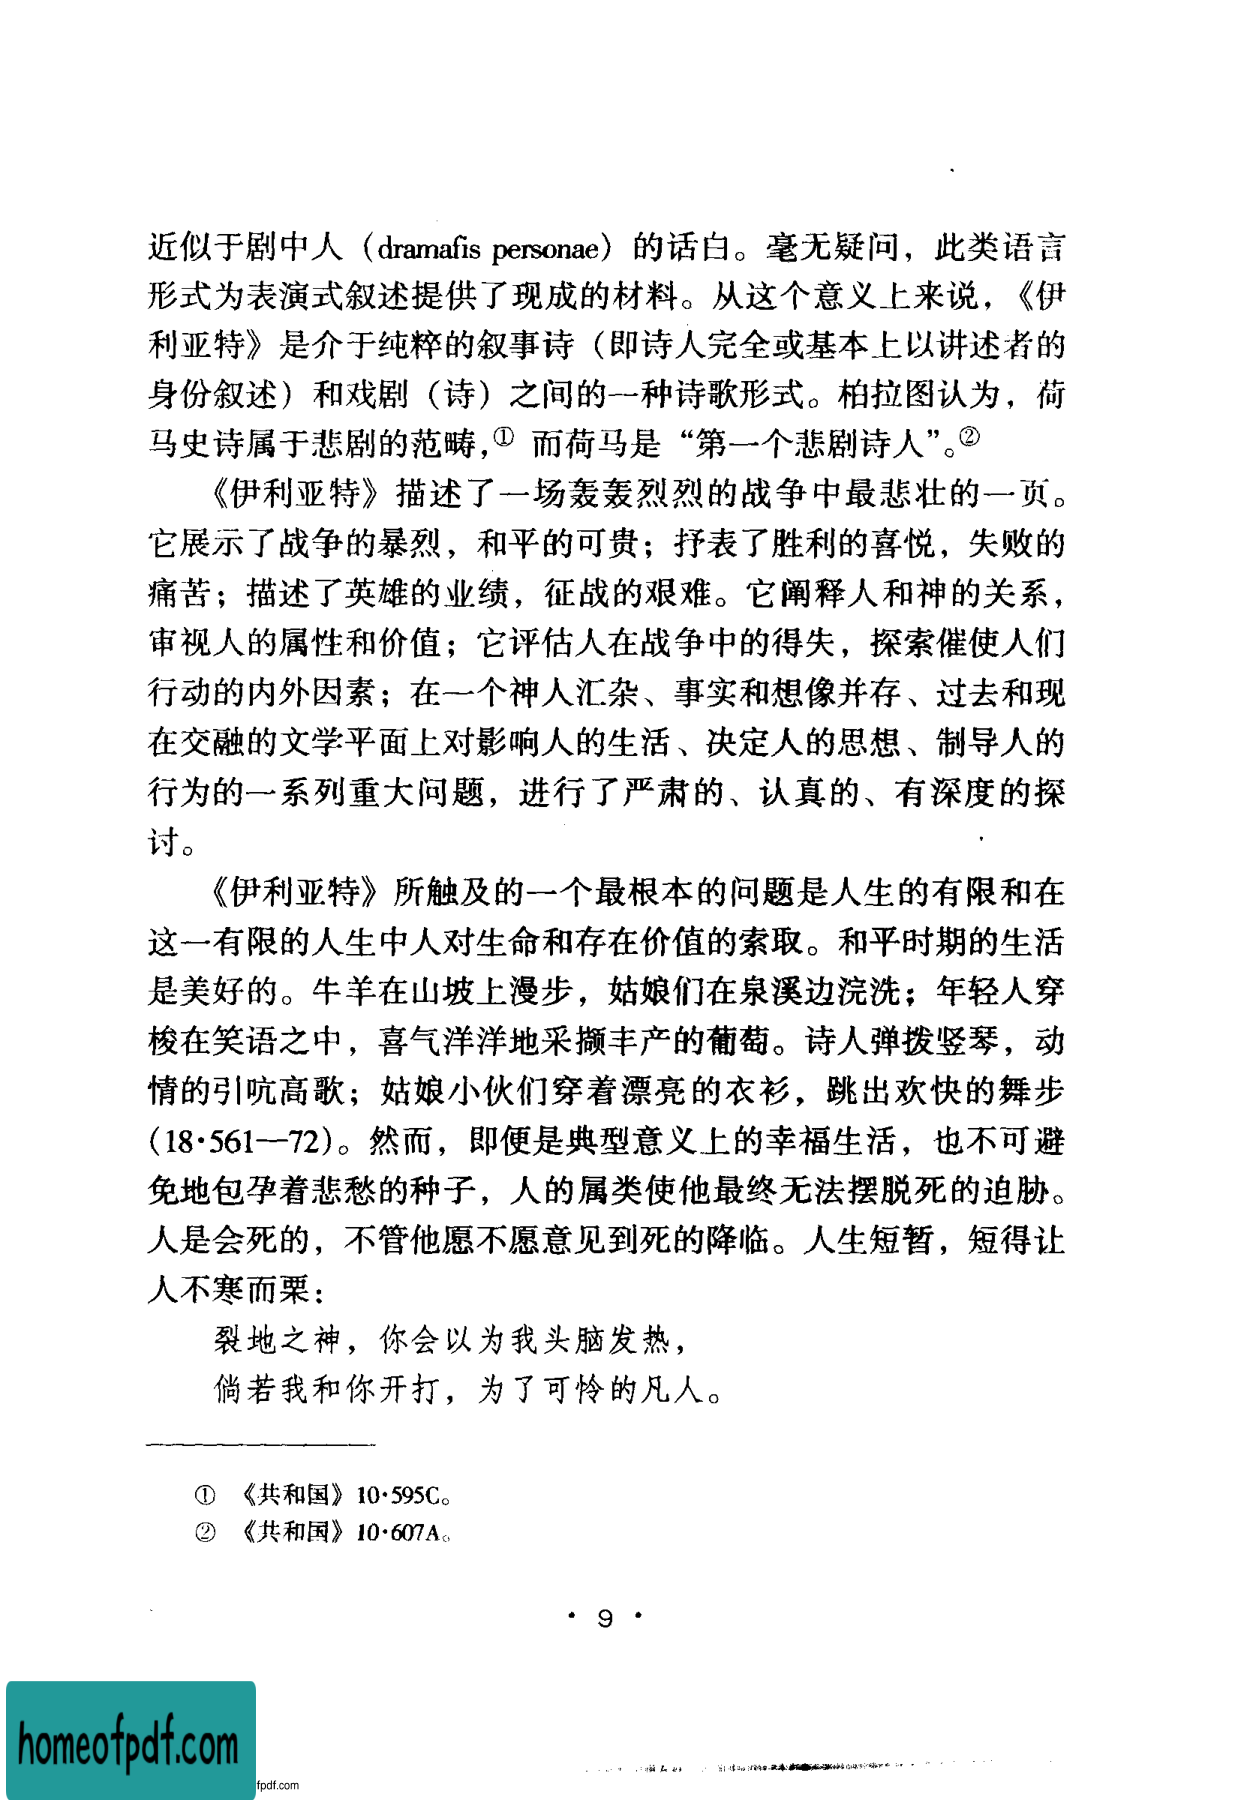 近似于剧中人（dramafis personae）的话白。毫无疑问，此类语言
形式为表演式叙述提供了现成的材料。从这个意义上来说，《伊
利亚特》是介于纯粹的叙事诗（即诗人完全或基本上以讲述者的
身份叙述）和戏剧（诗）之间的一种诗歌形式。柏拉图认为，荷
马史诗属于悲剧的范畴，① 而荷马是“第一个悲剧诗人”。②
《伊利亚特》描述了一场轰轰烈烈的战争中最悲壮的一页。
它展示了战争的暴烈，和平的可贵；抒表了胜利的喜悦，失败的
痛苦；描述了英雄的业绩，征战的艰难。它阐释人和神的关系，
审视人的属性和价值；它评估人在战争中的得失，探索催使人们
行动的内外因素；在一个神人汇杂、事实和想像并存、过去和现
在交融的文学平面上对影响人的生活、决定人的思想、制导人的
行为的一系列重大问题，进行了严肃的、认真的、有深度的探
讨。
《伊利亚特》所触及的一个最根本的问题是人生的有限和在
这一有限的人生中人对生命和存在价值的索取。和平时期的生活
是美好的。牛羊在山坡上漫步，姑娘们在泉溪边浣洗；年轻人穿
梭在笑语之中，喜气洋洋地采撷丰产的葡萄。诗人弹拨竖琴，动
情的引吭高歌；姑娘小伙们穿着漂亮的衣衫，跳出欢快的舞步
（18·561—72）。然而，即便是典型意义上的幸福生活，也不可避
免地包孕着悲愁的种子，人的属类使他最终无法摆脱死的迫胁。
人是会死的，不管他愿不愿意见到死的降临。人生短暂，短得让
人不寒而栗：
裂地之神，你会以为我头脑发热，
倘若我和你开打，为了可怜的凡人。
① 《共和国》10·595C。
② 《共和国》10·607A。
· 9 ·
homeofpdf.com
fpdf.com